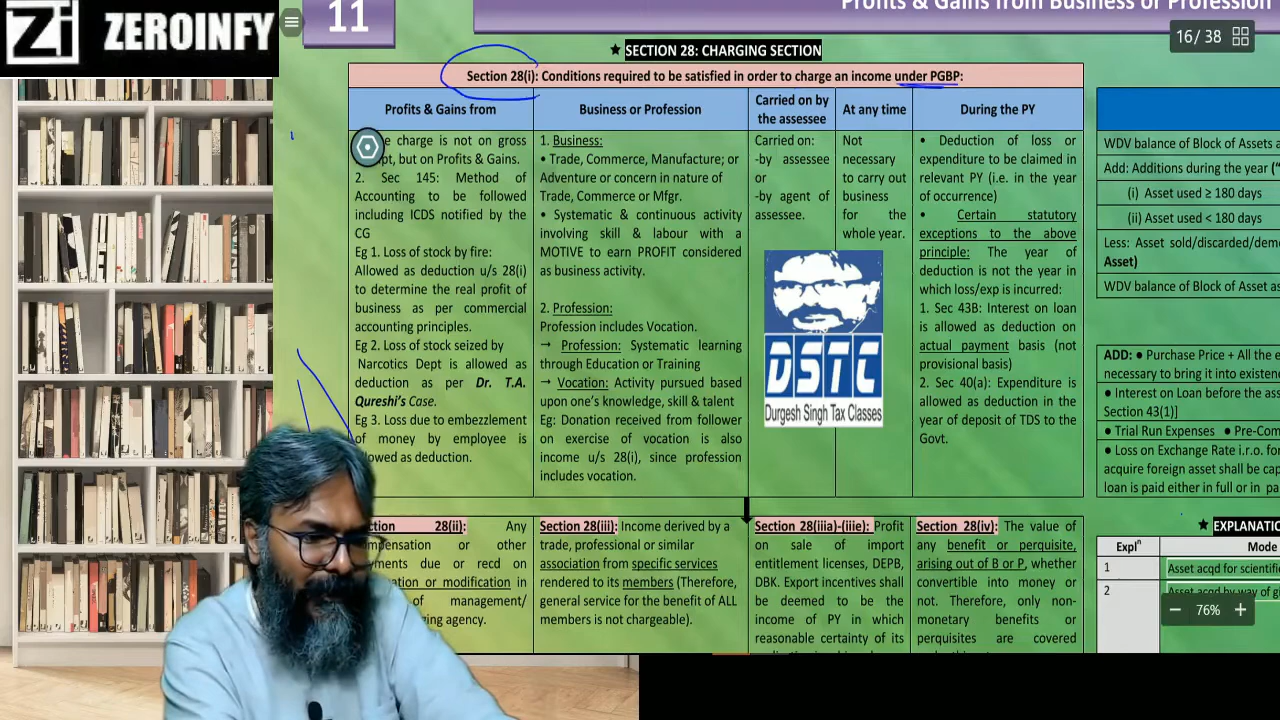 Zi ZEROINFY
11
Profits & Gains from Business or Profession
16 / 38
★ SECTION 28: CHARGING SECTION
Section 28(i): Conditions required to be satisfied in order to charge an income under PGBP:
Profits & Gains from
Business or Profession
Carried on by
the assessee
At any time
During the PY
e charge is not on gross
pt, but on Profits & Gains.
2. Sec 145: Method of
Accounting to be followed
including ICDS notified by the
CG
Eg 1. Loss of stock by fire:
Allowed as deduction u/s 28(i)
to determine the real profit of
business as per commercial
accounting principles.
Eg 2. Loss of stock seized by
Narcotics Dept is allowed as
deduction as per Dr. T.A.
Qureshi's Case.
Eg 3. Loss due to embezzlement
of money by employee is
llowed as deduction.
1. Business:
• Trade, Commerce, Manufacture; or
Adventure or concern in nature of
Trade, Commerce or Mfgr.
• Systematic & continuous activity
involving skill & labour with a
MOTIVE to earn PROFIT considered
as business activity.
2. Profession:
Profession includes Vocation.
→ Profession: Systematic learning
through Education or Training
→ Vocation: Activity pursued based
upon one's knowledge, skill & talent
Eg: Donation received from follower
on exercise of vocation is also
income u/s 28(i), since profession
includes vocation.
Carried on:
-by assessee
or
-by agent of
assessee.
Not
necessary
to carry out
business
for the
whole year.
DSTC
Durgesh Singh Tax Classes
• Deduction of loss or
expenditure to be claimed in
relevant PY (i.e. in the year
of occurrence)
• Certain statutory
exceptions to the above
principle: The year of
deduction is not the year in
which loss/exp is incurred:
1. Sec 43B: Interest on loan
is allowed as deduction on
actual payment basis (not
provisional basis)
2. Sec 40(a): Expenditure is
allowed as deduction in the
year of deposit of TDS to the
Govt.
ction 28(ii): Any
mpensation or other
ments due or recd on
ation or modification in
of management/
ing agency.
Section 28(iii): Income derived by a
trade, professional or similar
association from specific services
rendered to its members (Therefore,
general service for the benefit of ALL
members is not chargeable).
Section 28(iiia)-(iiie): Profit
on sale of import
entitlement licenses, DEPB,
DBK. Export incentives shall
be deemed to be the
income of PY in which
reasonable certainty of its
Section 28(iv): The value of
any benefit or perquisite,
arising out of B or P, whether
convertible into money or
not. Therefore, only non-
monetary benefits or
perquisites are covered
WDV balance of Block of Assets a
Add: Additions during the year ("
(i) Asset used ≥ 180 days
(ii) Asset used < 180 days
Less: Asset sold/discarded/dem
Asset)
WDV balance of Block of Asset as
ADD: ● Purchase Price + All the e
necessary to bring it into existen
● Interest on Loan before the ass
Section 43(1)]
● Trial Run Expenses ● Pre-Com
● Loss on Exchange Rate i.r.o. for
acquire foreign asset shall be cap
loan is paid either in full or in pa
★ EXPLANATIO
Explⁿ
Mode
1
Asset acqd for scientific
2
Asset acqd by way of gi
− 76% +